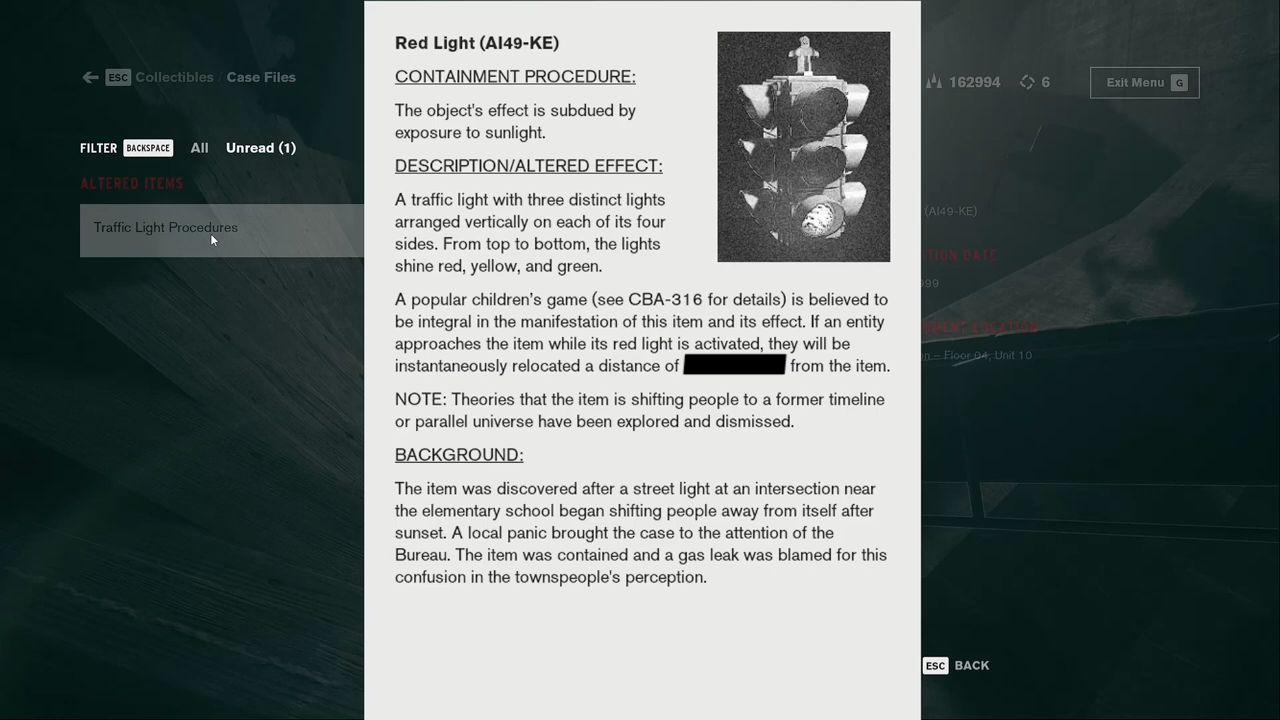 Red Light (AI49-KE)
CONTAINMENT PROCEDURE:
The object's effect is subdued by
exposure to sunlight.
DESCRIPTION/ALTERED EFFECT:
A traffic light with three distinct lights
arranged vertically on each of its four
sides. From top to bottom, the lights
shine red, yellow, and green.
A popular children's game (see CBA-316 for details) is believed to
be integral in the manifestation of this item and its effect. If an entity
approaches the item while its red light is activated, they will be
instantaneously relocated a distance of from the item.
NOTE: Theories that the item is shifting people to a former timeline
or parallel universe have been explored and dismissed.
BACKGROUND:
The item was discovered after a street light at an intersection near
the elementary school began shifting people away from itself after
sunset. A local panic brought the case to the attention of the
Bureau. The item was contained and a gas leak was blamed for this
confusion in the townspeople's perception.
ESC Collectibles / Case Files
FILTER BACKSPACE All Unread (1)
ALTERED ITEMS
Traffic Light Procedures
162994 6
Exit Menu G
(AI49-KE)
DATE
Floor 04, Unit 10
ESC BACK